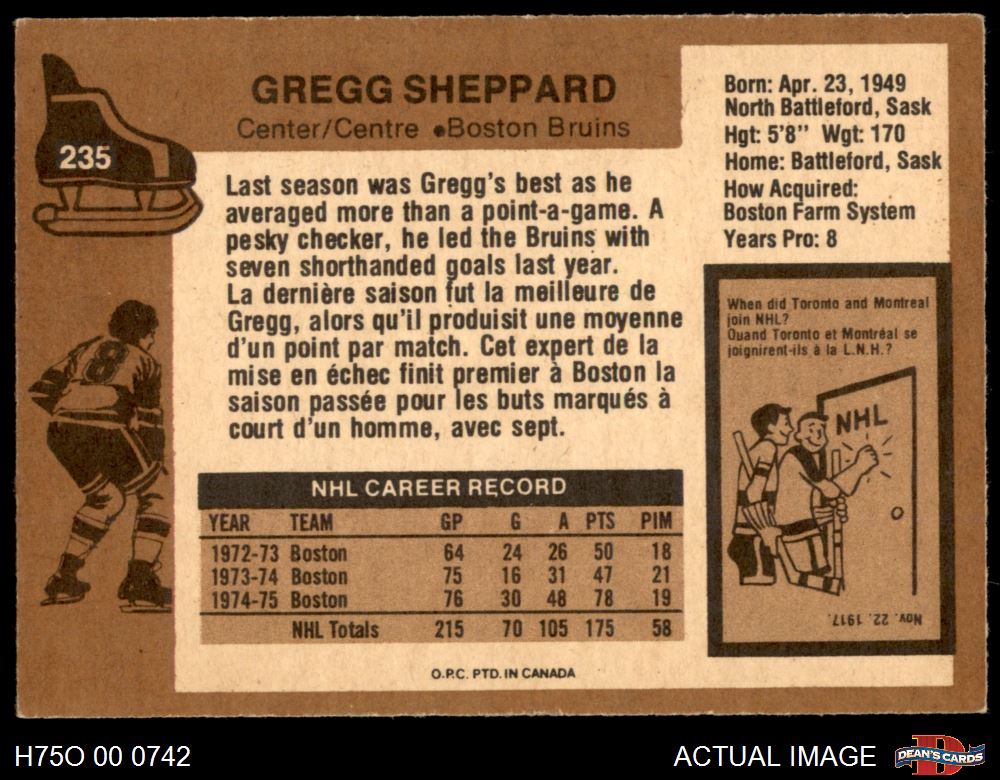 235
GREGG SHEPPARD
Center/Centre •Boston Bruins
Born: Apr. 23, 1949
North Battleford, Sask
Hgt: 5'8" Wgt: 170
Home: Battleford, Sask
How Acquired:
Boston Farm System
Years Pro: 8
Last season was Gregg's best as he
averaged more than a point-a-game. A
pesky checker, he led the Bruins with
seven shorthanded goals last year.
La dernière saison fut la meilleure de
Gregg, alors qu'il produisit une moyenne
d'un point par match. Cet expert de la
mise en échec finit premier à Boston la
saison passée pour les buts marqués à
court d'un homme, avec sept.
8
When did Toronto and Montreal
join NHL?
Quand Toronto et Montréal se
joignirent-ils à la L.N.H.?
NHL
Nov. 22, 1917.
NHL CAREER RECORD
YEAR TEAM GP G A PTS PIM
1972-73 Boston 64 24 26 50 18
1973-74 Boston 75 16 31 47 21
1974-75 Boston 76 30 48 78 19
NHL Totals 215 70 105 175 58
O.P.C. PTD. IN CANADA
H75O 00 0742
ACTUAL IMAGE
D
DEAN'S CARDS